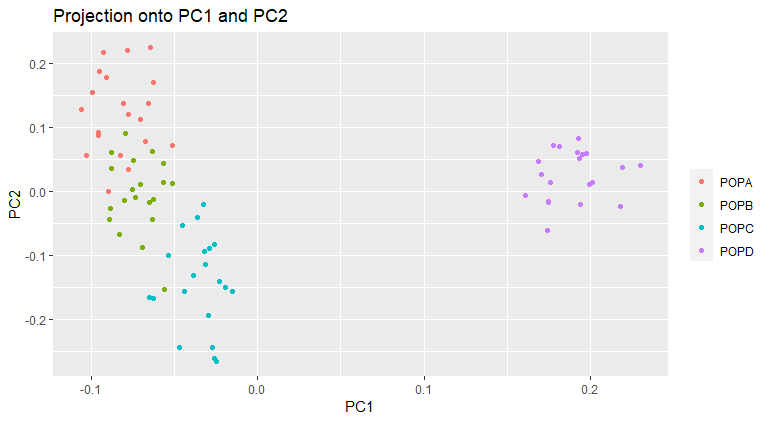 Projection onto PC1 and PC2
0.2
0.1
0.0
-0.1
-0.2
PC2
-0.1
0.0
0.1
0.2
PC1
POPA
POPB
POPC
POPD